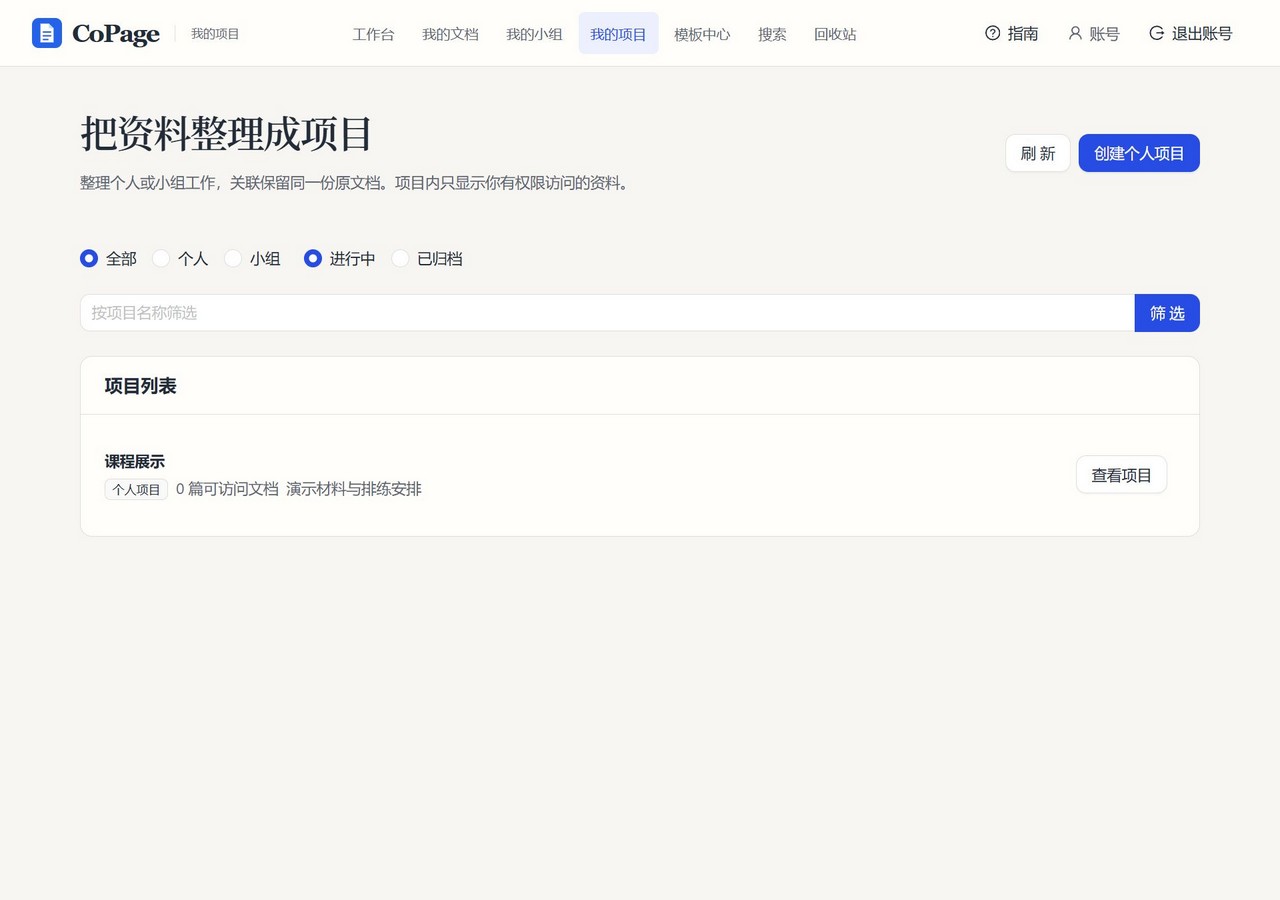 CoPage 我的项目 工作台 我的文档 我的小组 我的项目 模板中心 搜索 回收站 指南 账号 退出账号
把资料整理成项目
刷 新 创建个人项目
整理个人或小组工作，关联保留同一份原文档。项目内只显示你有权限访问的资料。
全部 个人 小组 进行中 已归档
按项目名称筛选 筛 选
项目列表
课程展示
个人项目 0 篇可访问文档 演示材料与排练安排
查看项目